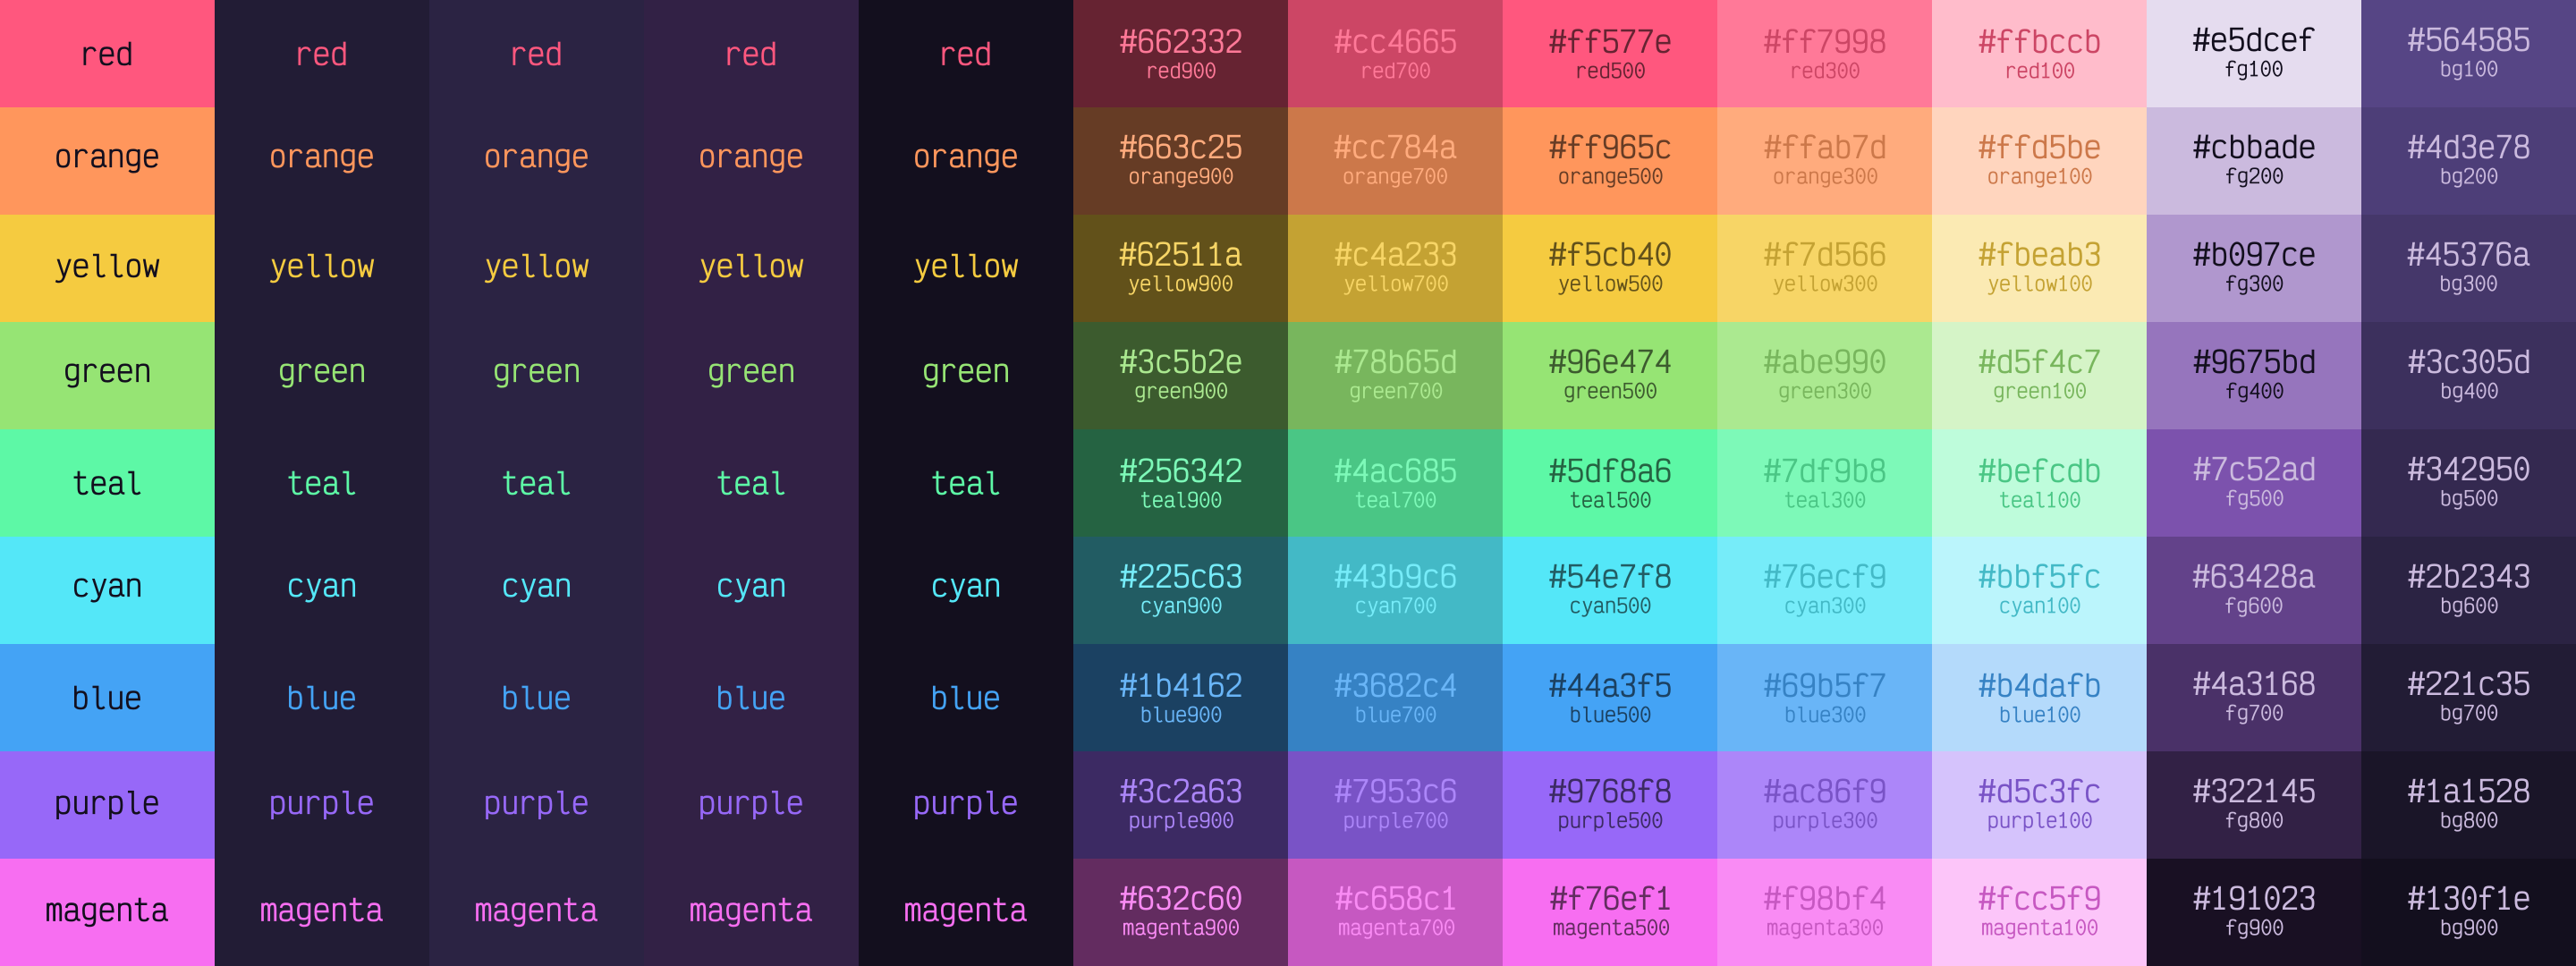 red red red red red #662332 #cc4665 #ff577e #ff7998 #ffbccb #e5dcef #564585
red900 red700 red500 red300 red100 fg100 bg100
orange orange orange orange orange #663c25 #cc784a #ff965c #ffab7d #ffd5be #cbbade #4d3e78
orange900 orange700 orange500 orange300 orange100 fg200 bg200
yellow yellow yellow yellow yellow #62511a #c4a233 #f5cb40 #f7d566 #fbeab3 #b097ce #45376a
yellow900 yellow700 yellow500 yellow300 yellow100 fg300 bg300
green green green green green #3c5b2e #78b65d #96e474 #abe990 #d5f4c7 #9675bd #3c305d
green900 green700 green500 green300 green100 fg400 bg400
teal teal teal teal teal #256342 #4ac685 #5df8a6 #7df9b8 #befcdb #7c52ad #342950
teal900 teal700 teal500 teal300 teal100 fg500 bg500
cyan cyan cyan cyan cyan #225c63 #43b9c6 #54e7f8 #76ecf9 #bbf5fc #63428a #2b2343
cyan900 cyan700 cyan500 cyan300 cyan100 fg600 bg600
blue blue blue blue blue #1b4162 #3682c4 #44a3f5 #69b5f7 #b4dafb #4a3168 #221c35
blue900 blue700 blue500 blue300 blue100 fg700 bg700
purple purple purple purple purple #3c2a63 #7953c6 #9768f8 #ac86f9 #d5c3fc #322145 #1a1528
purple900 purple700 purple500 purple300 purple100 fg800 bg800
magenta magenta magenta magenta magenta #632c60 #c658c1 #f76ef1 #f98bf4 #fcc5f9 #191023 #130f1e
magenta900 magenta700 magenta500 magenta300 magenta100 fg900 bg900